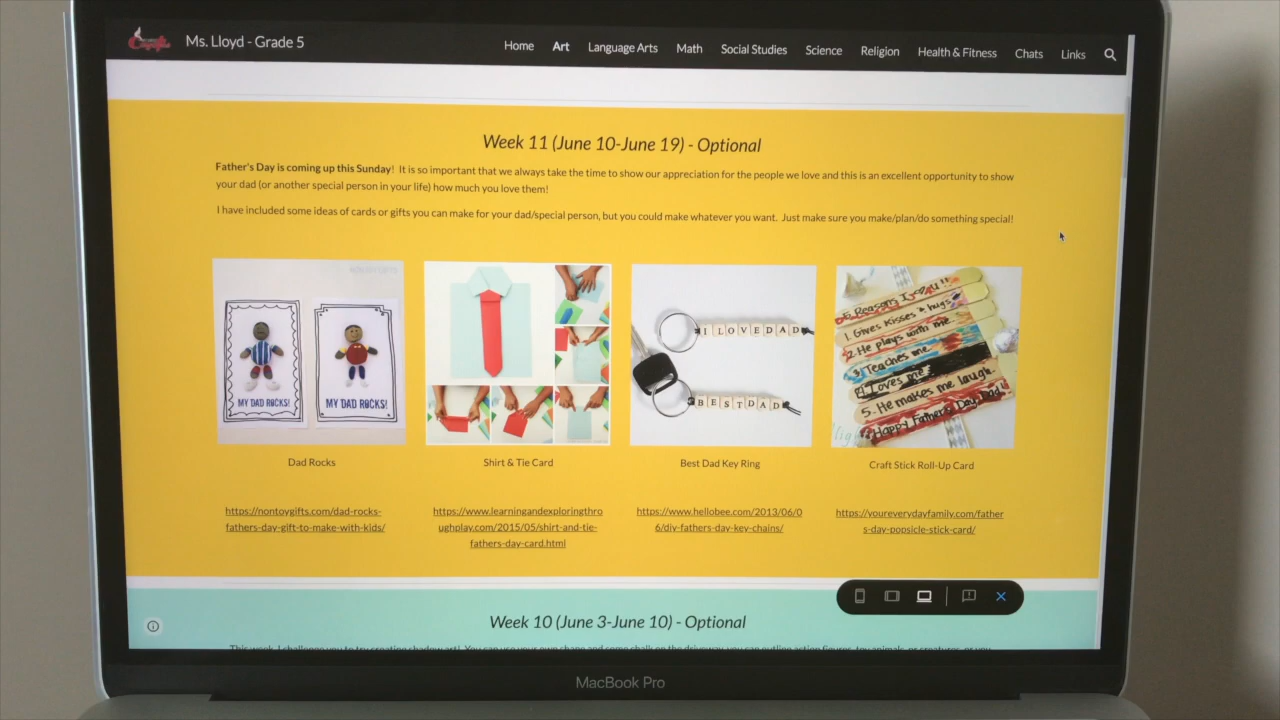 Ms. Lloyd - Grade 5
Home Art Language Arts Math Social Studies Science Religion Health & Fitness Chats Links
Week 11 (June 10-June 19) - Optional
Father's Day is coming up this Sunday! It is so important that we always take the time to show our appreciation for the people we love and this is an excellent opportunity to show
your dad (or another special person in your life) how much you love them!
I have included some ideas of cards or gifts you can make for your dad/special person, but you could make whatever you want. Just make sure you make/plan/do something special!
MY DAD ROCKS!
MY DAD ROCKS!
I LOVE DAD
BEST DAD
5 Reasons I love u!!
1. Gives Kisses & hugs
2. He plays with me.
3. Teaches me.
4. Loves me
5. He makes me laugh.
Happy Father's Day, Dad!
Dad Rocks
Shirt & Tie Card
Best Dad Key Ring
Craft Stick Roll-Up Card
https://nontoygifts.com/dad-rocks-
fathers-day-gift-to-make-with-kids/
https://www.learningandexploringthro
ughplay.com/2015/05/shirt-and-tie-
fathers-day-card.html
https://www.hellobee.com/2013/06/0
6/diy-fathers-day-key-chains/
https://youreverydayfamily.com/father
s-day-popsicle-stick-card/
Week 10 (June 3-June 10) - Optional
MacBook Pro